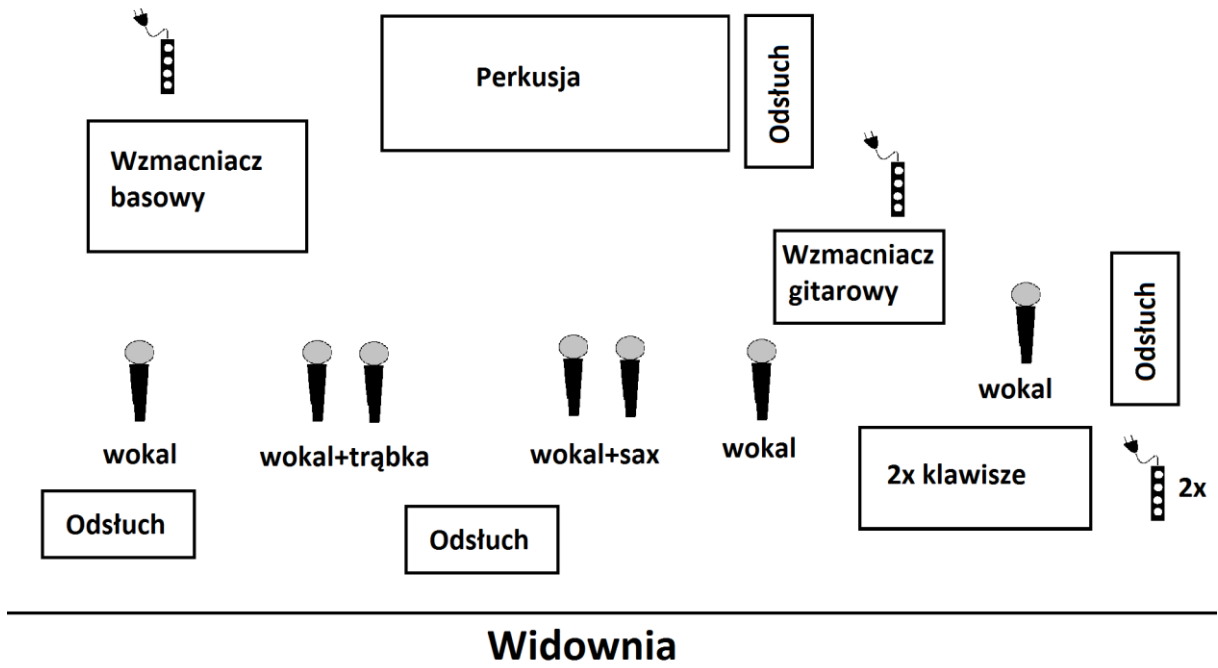 Perkusja
Odsłuch
Wzmacniacz
basowy
Wzmacniacz
gitarowy
Odsłuch
wokal
wokal
wokal+trąbka
wokal+sax
wokal
2x klawisze
2x
Odsłuch
Odsłuch
Widownia